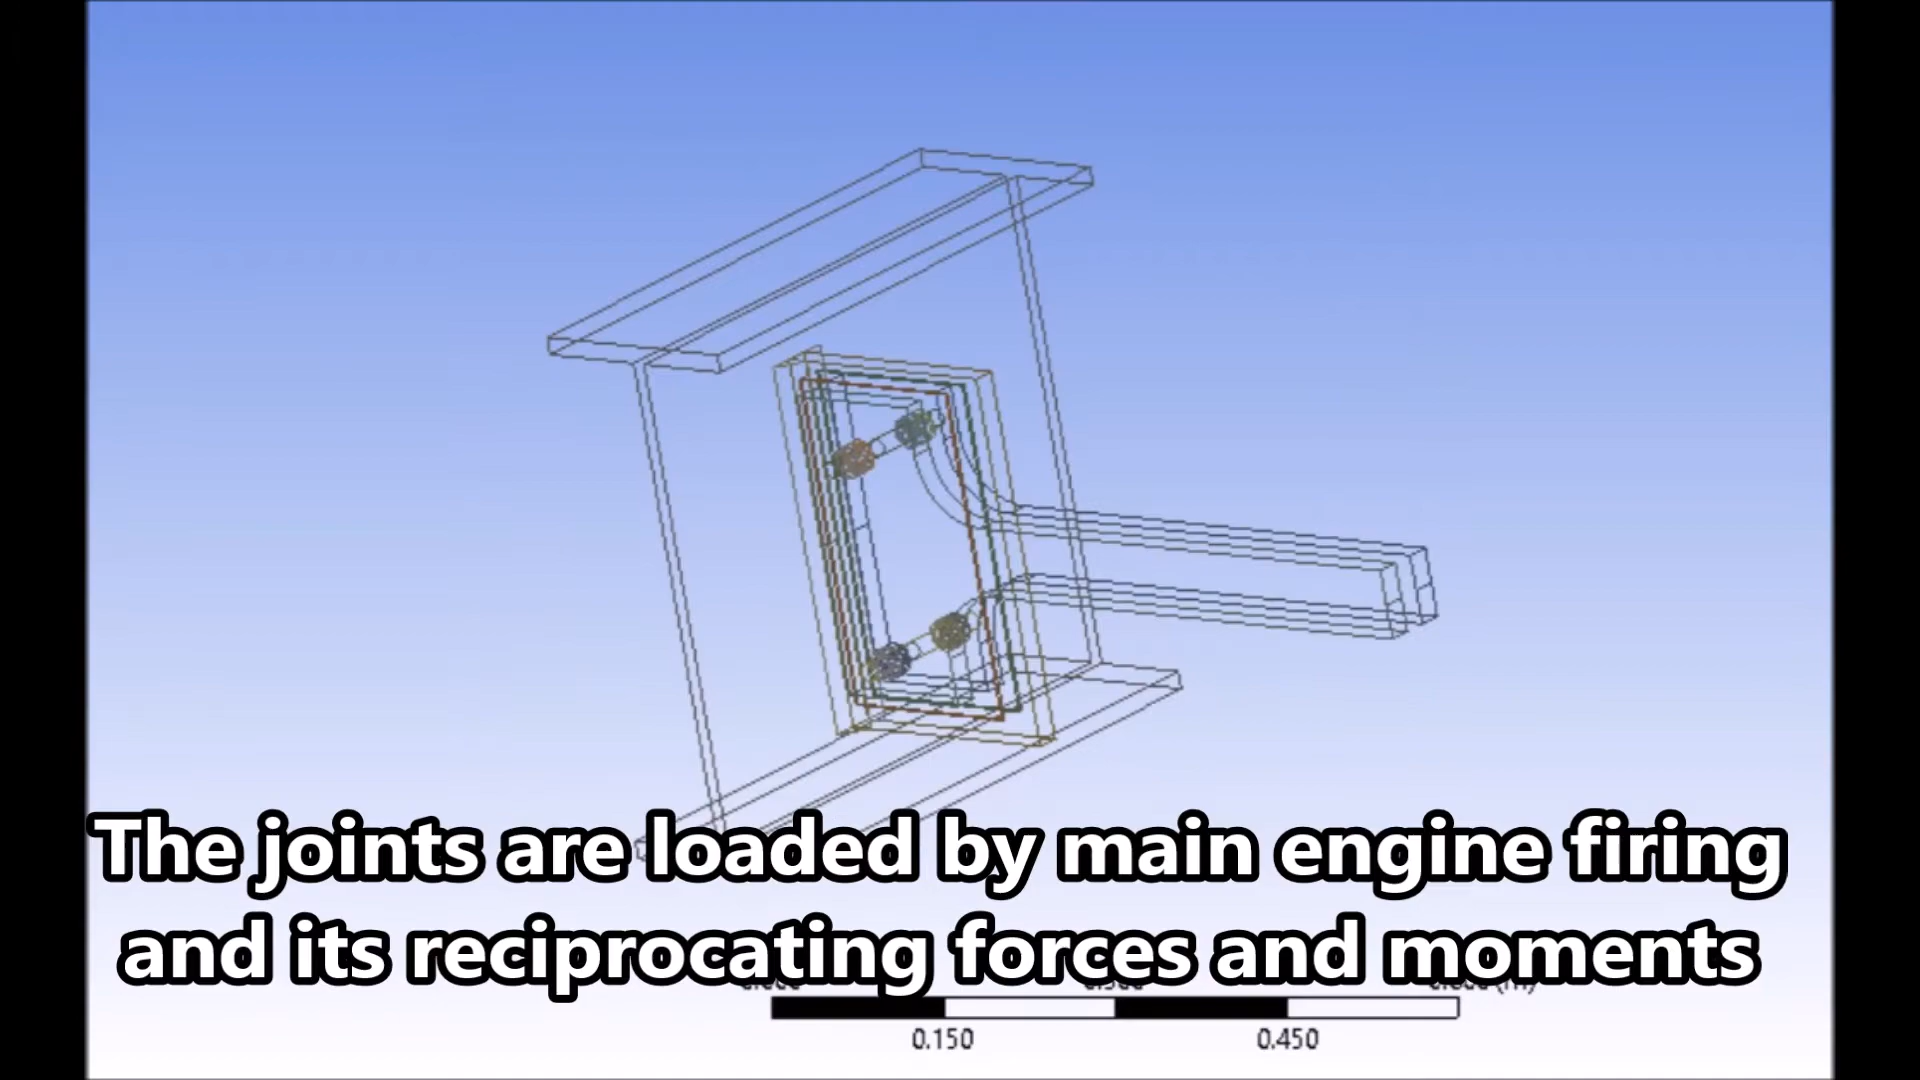 The joints are loaded by main engine firing
and its reciprocating forces and moments
0.150 0.450